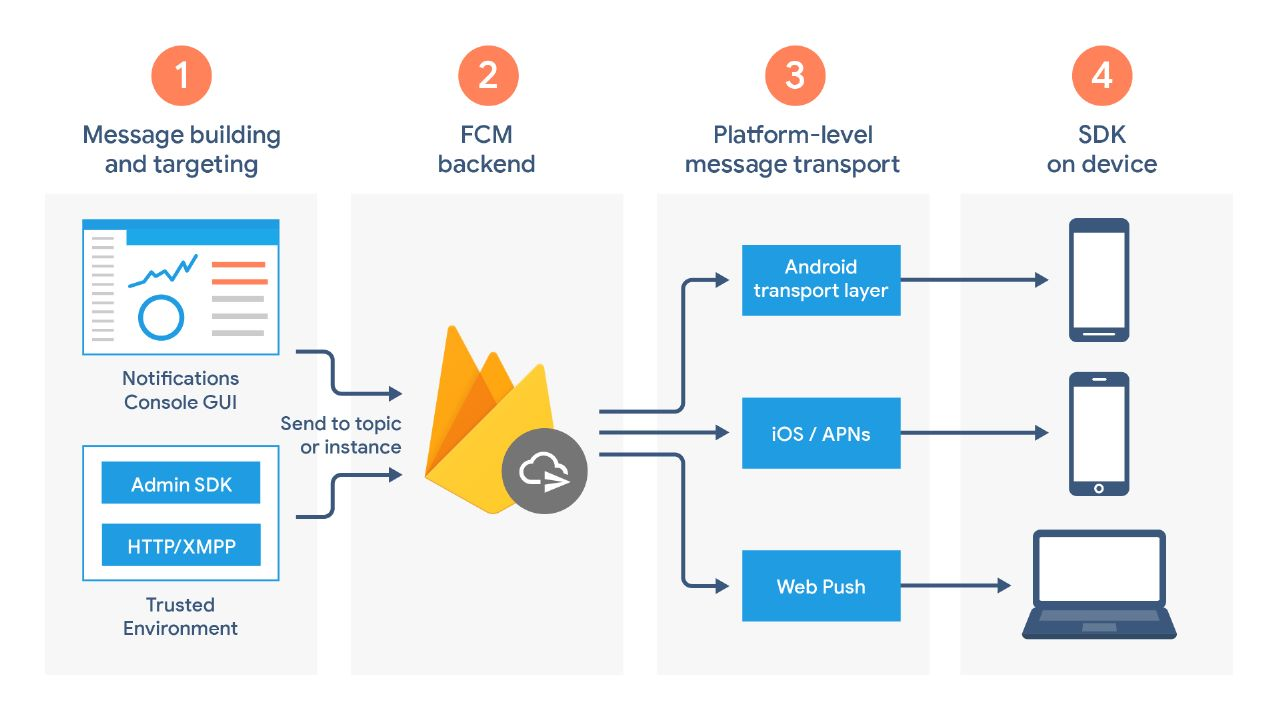 1
Message building
and targeting
2
FCM
backend
3
Platform-level
message transport
4
SDK
on device
Notifications
Console GUI
Send to topic
or instance
Admin SDK
HTTP/XMPP
Trusted
Environment
Android
transport layer
iOS / APNs
Web Push